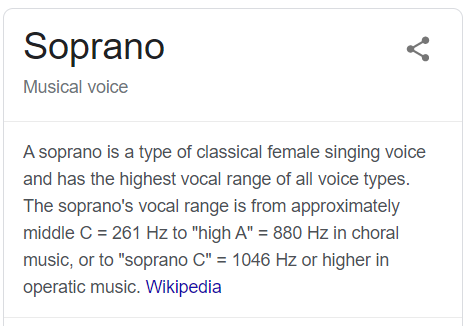 Soprano
Musical voice
A soprano is a type of classical female singing voice
and has the highest vocal range of all voice types.
The soprano's vocal range is from approximately
middle C = 261 Hz to "high A" = 880 Hz in choral
music, or to "soprano C" = 1046 Hz or higher in
operatic music. Wikipedia